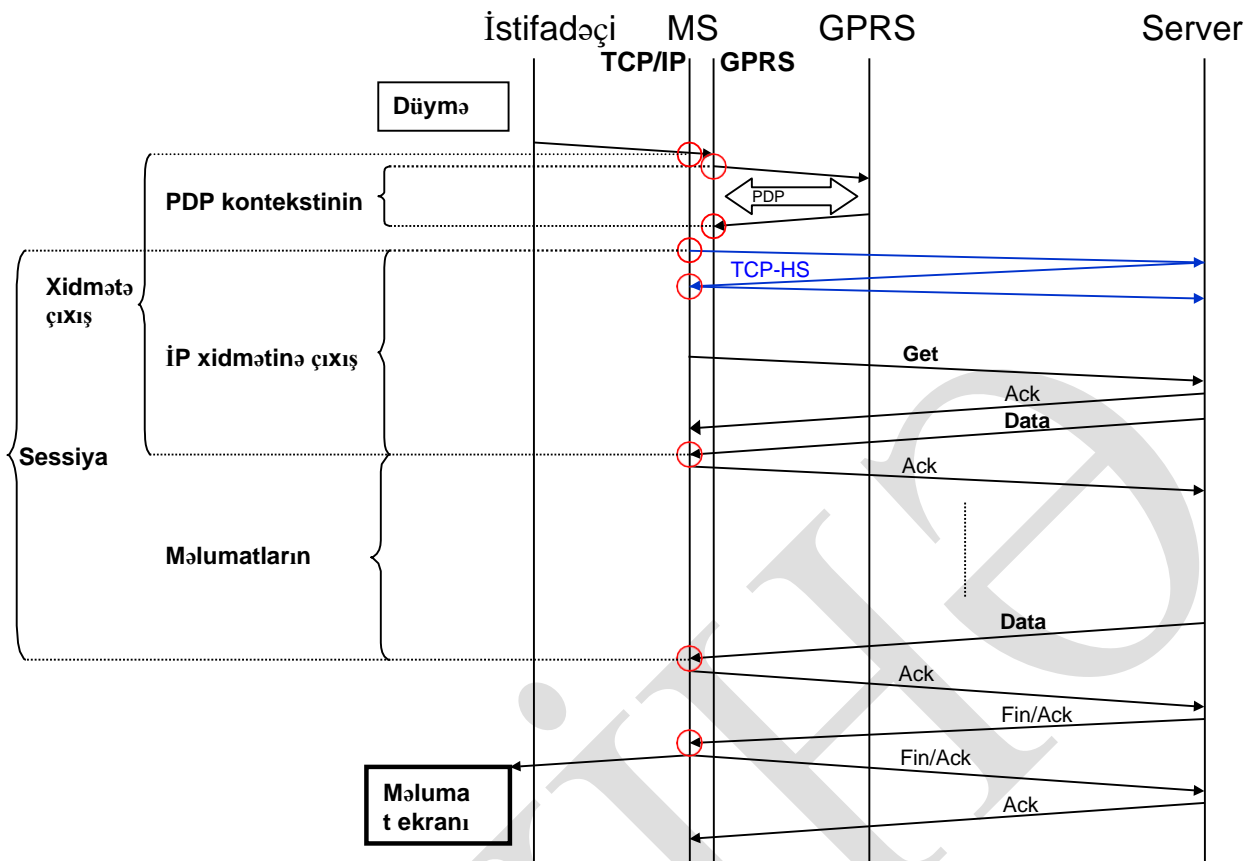 İstifadəçi MS GPRS Server
TCP/IP GPRS
Düymə
PDP kontekstinin
PDP
TCP-HS
Xidmətə
çıxış
İP xidmətinə çıxış
Get
Ack
Data
Sessiya
Ack
Məlumatların
Data
Ack
Fin/Ack
Fin/Ack
Məluma
t ekranı
Ack